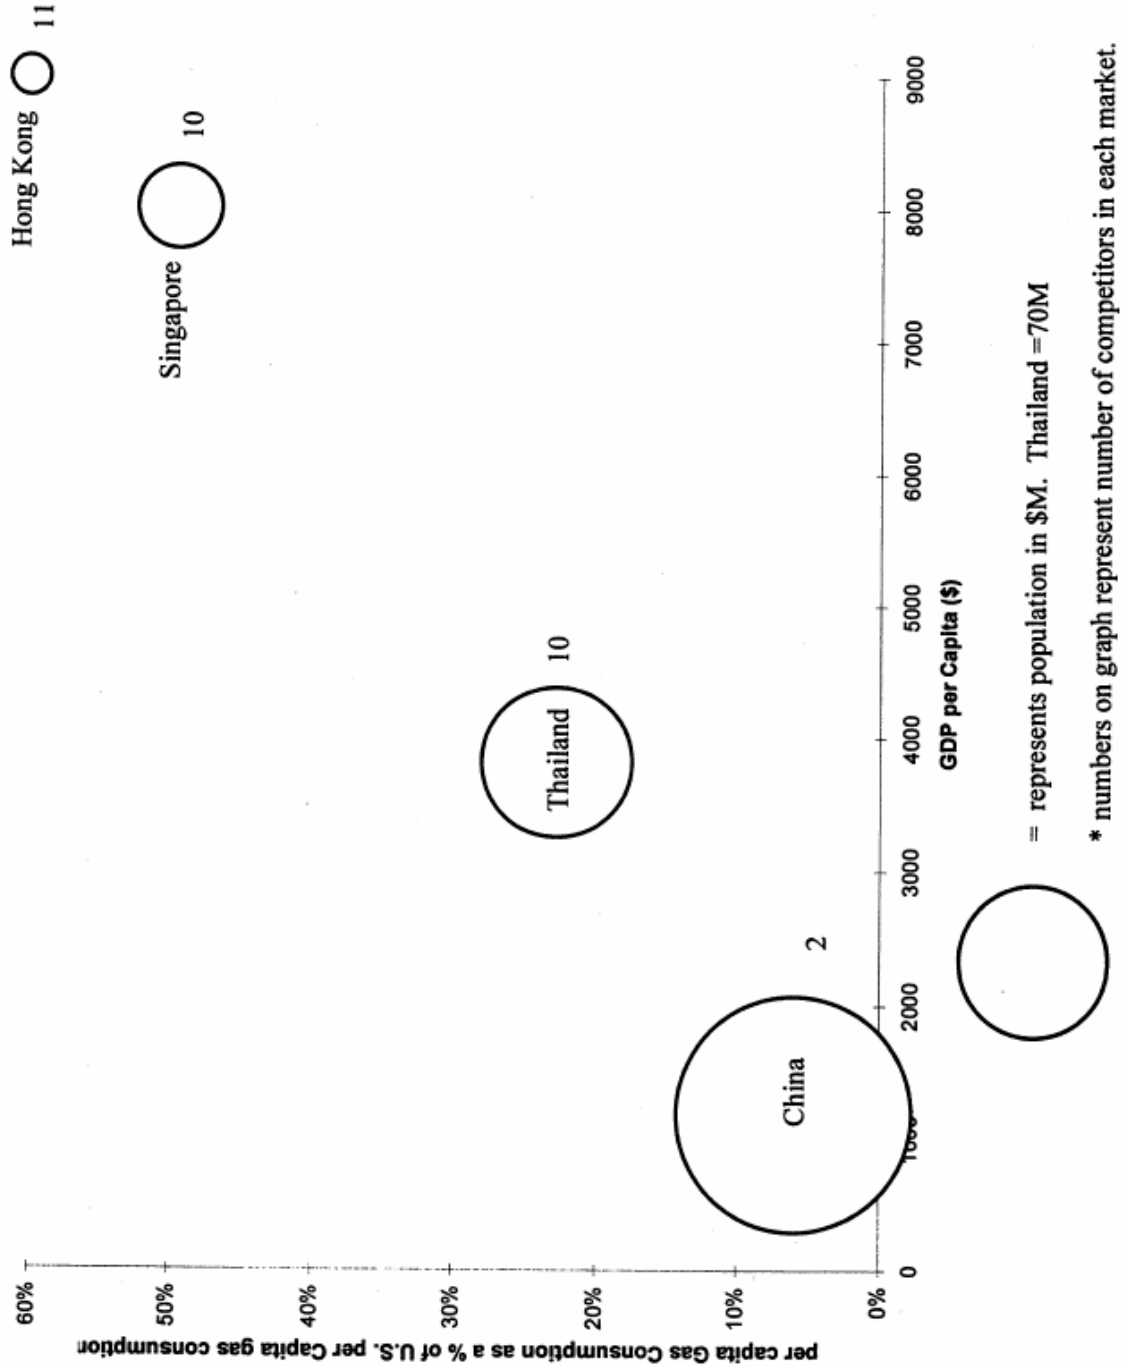 per capita Gas Consumption as a % of U.S. per Capita gas consumption
60%
50%
40%
30%
20%
10%
0%
Hong Kong
11
Singapore
10
Thailand
10
China
2
0
1000
2000
3000
4000
5000
6000
7000
8000
9000
GDP per Capita ($)
= represents population in $M. Thailand =70M
* numbers on graph represent number of competitors in each market.